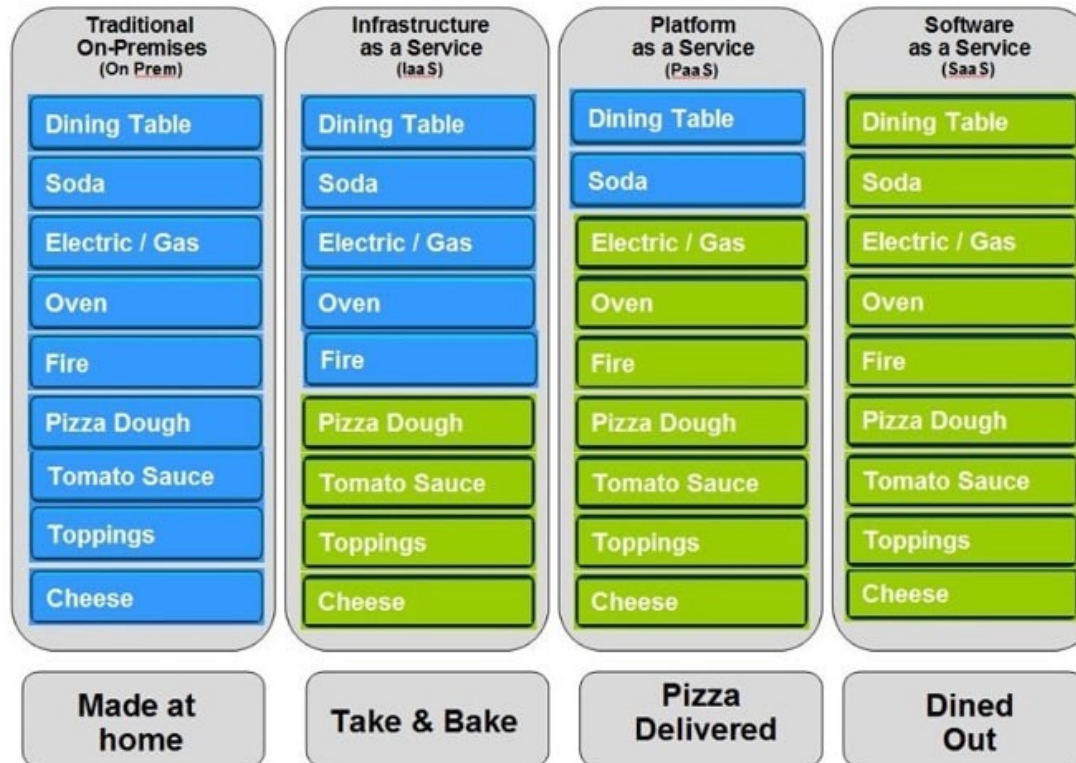 Traditional
On-Premises
(On Prem)
Dining Table
Soda
Electric / Gas
Oven
Fire
Pizza Dough
Tomato Sauce
Toppings
Cheese
Made at
home
Infrastructure
as a Service
(IaaS)
Dining Table
Soda
Electric / Gas
Oven
Fire
Pizza Dough
Tomato Sauce
Toppings
Cheese
Take & Bake
Platform
as a Service
(PaaS)
Dining Table
Soda
Electric / Gas
Oven
Fire
Pizza Dough
Tomato Sauce
Toppings
Cheese
Pizza
Delivered
Software
as a Service
(SaaS)
Dining Table
Soda
Electric / Gas
Oven
Fire
Pizza Dough
Tomato Sauce
Toppings
Cheese
Dined
Out